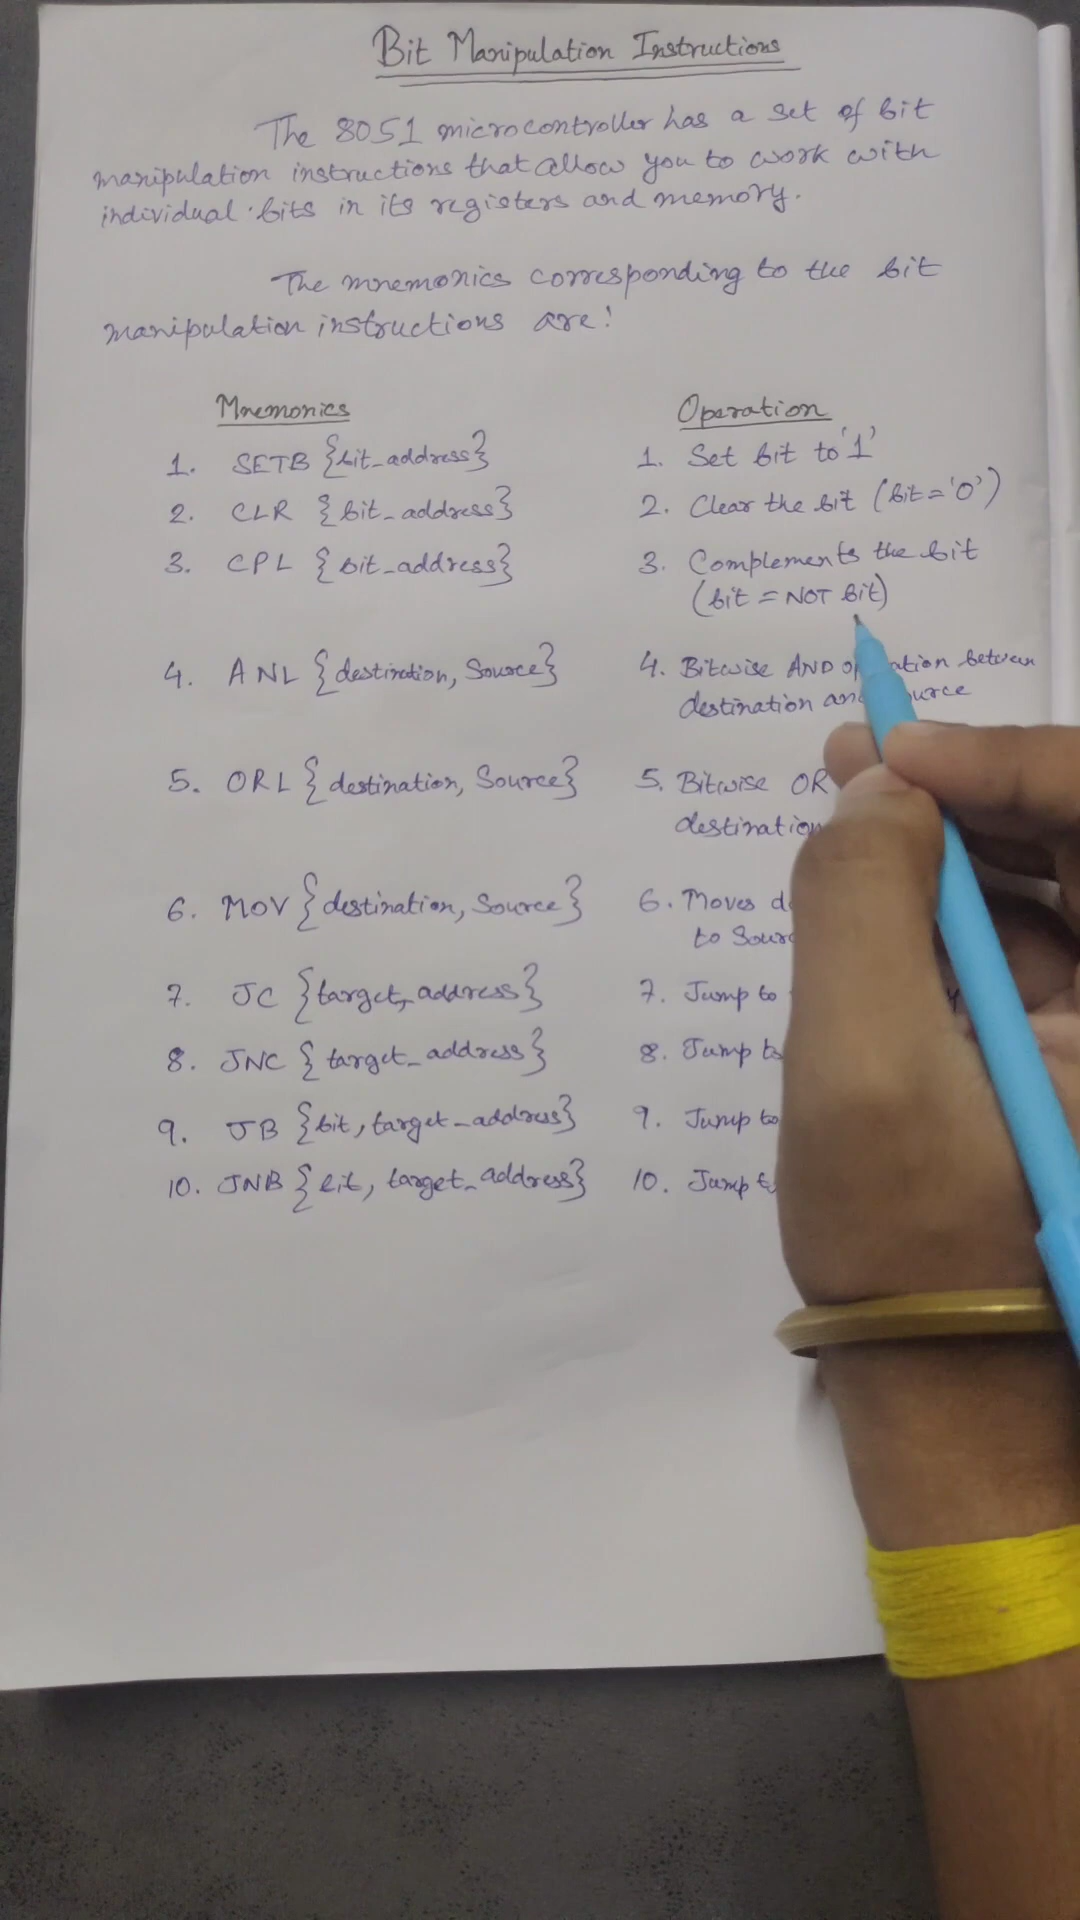 Bit Manipulation Instructions
The 8051 microcontroller has a set of bit
manipulation instructions that allow you to work with
individual bits in its registers and memory.
The mnemonics corresponding to the bit
manipulation instructions are:
Mnemonics
Operation
1. SETB {bit_address}
1. Set bit to '1'
2. CLR {bit_address}
2. Clear the bit (bit = '0')
3. CPL {bit_address}
3. Complements the bit
(bit = NOT bit)
4. ANL {destination, Source}
4. Bitwise AND between
destination
5. ORL {destination, Source}
5. Bitwise OR
destination
6. MOV {destination, Source}
6. Moves
to
7. JC {target_address}
7. Jump to
8. JNC {target_address}
8. Jump to
9. JB {bit, target_address}
9. Jump to
10. JNB {bit, target_address}
10. Jump